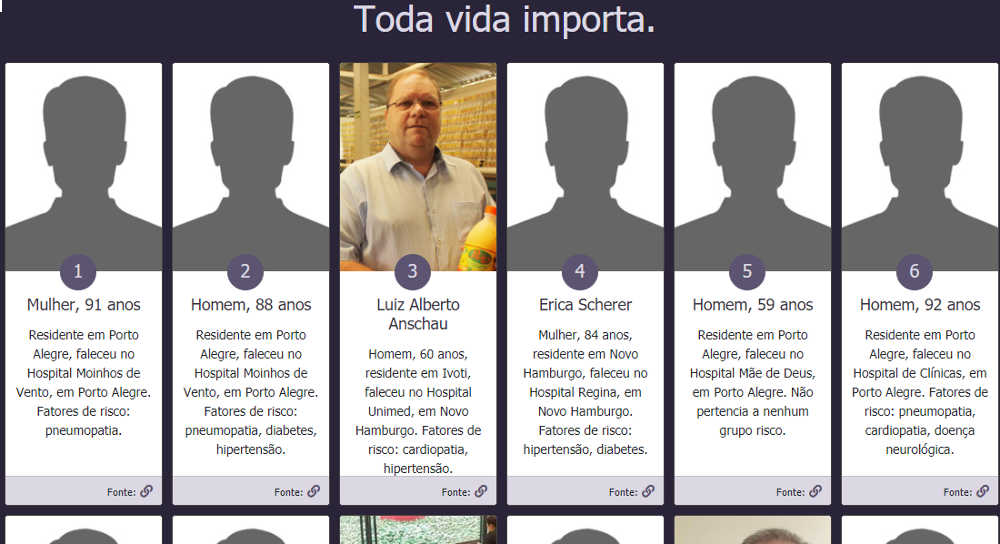 Toda vida importa.
1
Mulher, 91 anos
Residente em Porto
Alegre, faleceu no
Hospital Moinhos de
Vento, em Porto Alegre.
Fatores de risco:
pneumopatia.
Fonte:
2
Homem, 88 anos
Residente em Porto
Alegre, faleceu no
Hospital Moinhos de
Vento, em Porto Alegre.
Fatores de risco:
pneumopatia, diabetes,
hipertensão.
Fonte:
3
Luiz Alberto
Anschau
Homem, 60 anos,
residente em Ivoti,
faleceu no Hospital
Unimed, em Novo
Hamburgo. Fatores de
risco: cardiopatia,
hipertensão.
Fonte:
4
Erica Scherer
Mulher, 84 anos,
residente em Novo
Hamburgo, faleceu no
Hospital Regina, em
Novo Hamburgo.
Fatores de risco:
hipertensão, diabetes.
Fonte:
5
Homem, 59 anos
Residente em Porto
Alegre, faleceu no
Hospital Mãe de Deus,
em Porto Alegre. Não
pertencia a nenhum
grupo risco.
Fonte:
6
Homem, 92 anos
Residente em Porto
Alegre, faleceu no
Hospital de Clínicas, em
Porto Alegre. Fatores de
risco: pneumopatia,
cardiopatia, doença
neurológica.
Fonte: